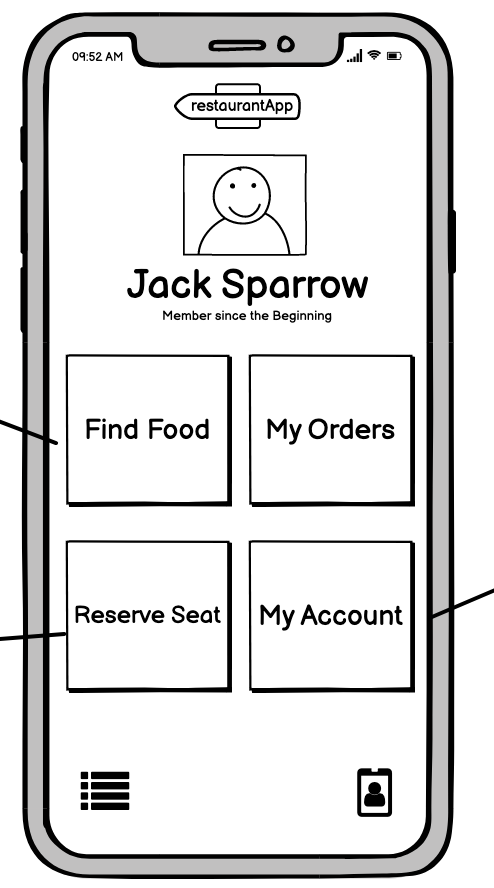 09:52 AM
restaurantApp
Jack Sparrow
Member since the Beginning
Find Food
My Orders
Reserve Seat
My Account